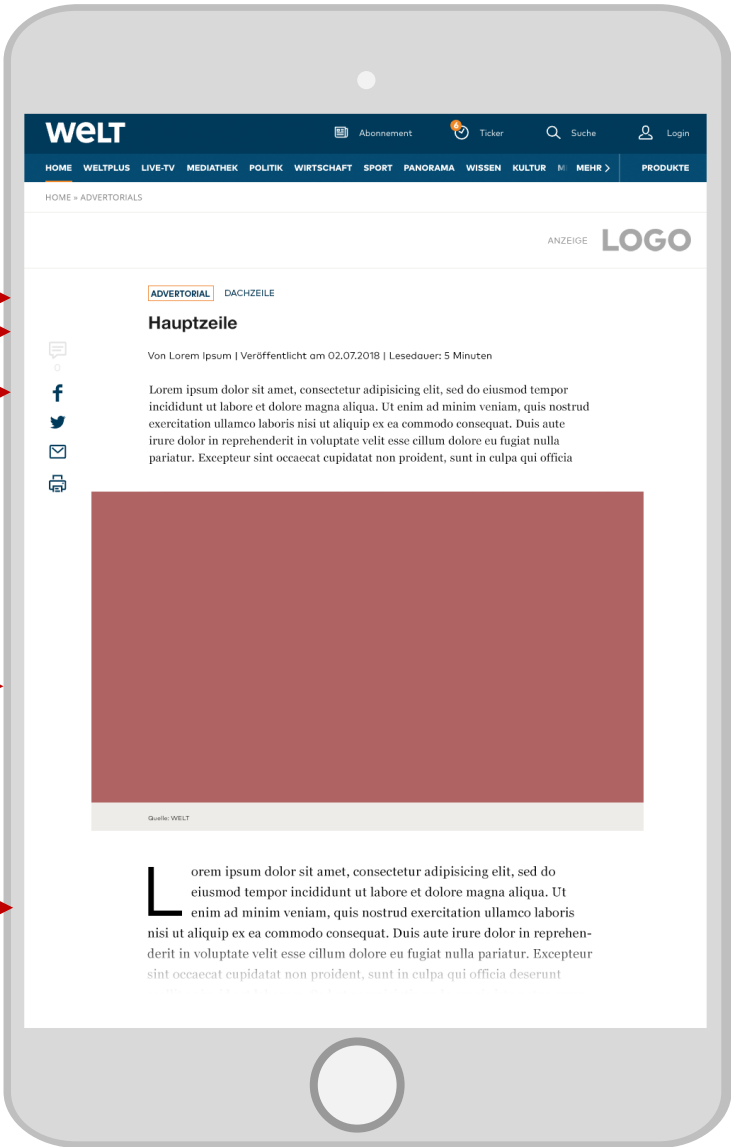 WELT
Abonnement
6
Ticker
Suche
Login
HOME WELTPLUS LIVE-TV MEDIATHEK POLITIK WIRTSCHAFT SPORT PANORAMA WISSEN KULTUR M MEHR PRODUKTE
HOME » ADVERTORIALS
ANZEIGE LOGO
ADVERTORIAL DACHZEILE
Hauptzeile
Von Lorem Ipsum | Veröffentlicht am 02.07.2018 | Lesedauer: 5 Minuten
0
Lorem ipsum dolor sit amet, consectetur adipisicing elit, sed do eiusmod tempor
incididunt ut labore et dolore magna aliqua. Ut enim ad minim veniam, quis nostrud
exercitation ullamco laboris nisi ut aliquip ex ea commodo consequat. Duis aute
irure dolor in reprehenderit in voluptate velit esse cillum dolore eu fugiat nulla
pariatur. Excepteur sint occaecat cupidatat non proident, sunt in culpa qui officia
Quelle: WELT
Lorem ipsum dolor sit amet, consectetur adipisicing elit, sed do
eiusmod tempor incididunt ut labore et dolore magna aliqua. Ut
enim ad minim veniam, quis nostrud exercitation ullamco laboris
nisi ut aliquip ex ea commodo consequat. Duis aute irure dolor in reprehen-
derit in voluptate velit esse cillum dolore eu fugiat nulla pariatur. Excepteur
sint occaecat cupidatat non proident, sunt in culpa qui officia deserunt